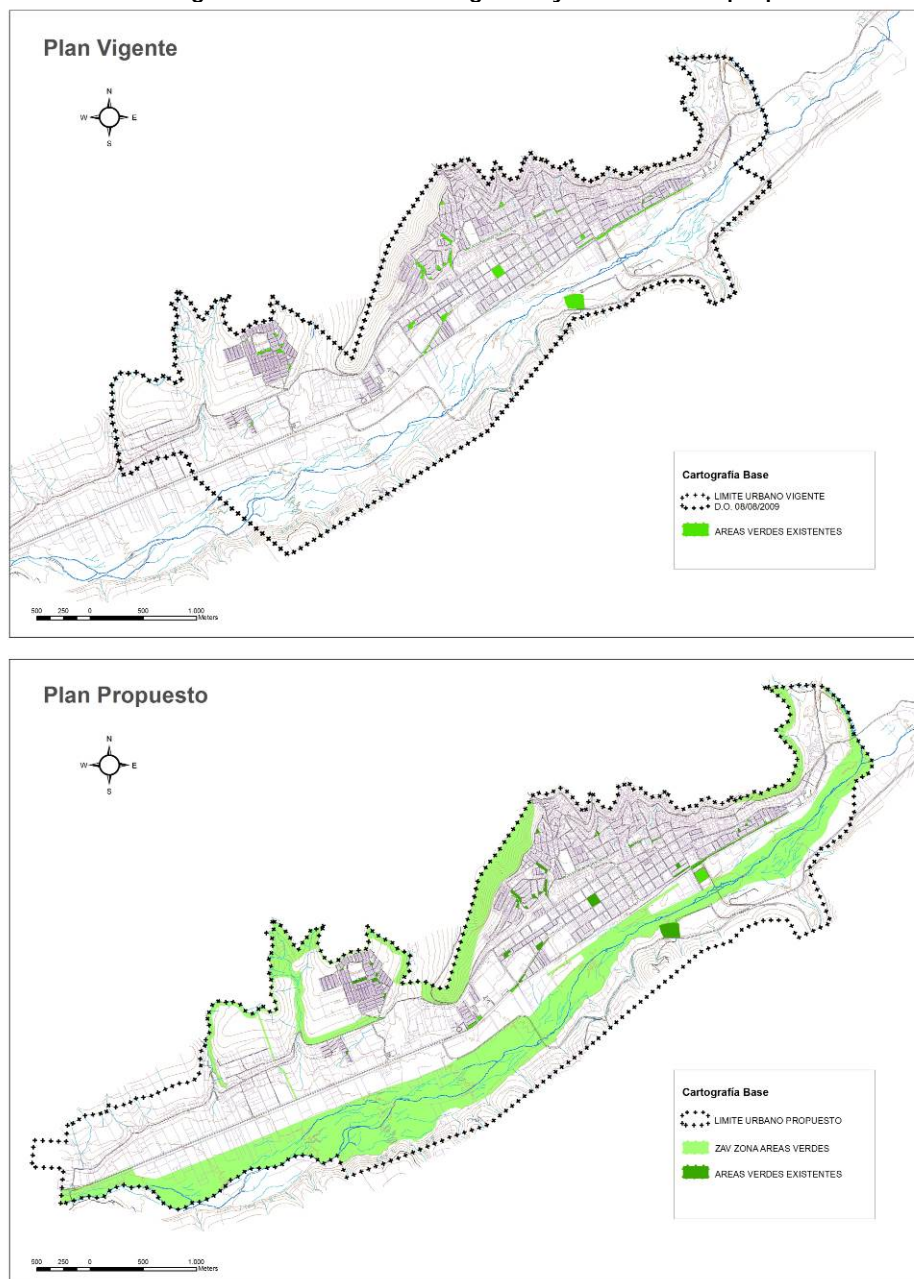 Plan Vigente
N
W E
S
Cartografía Base
LIMITE URBANO VIGENTE
D.O. 08/08/2009
AREAS VERDES EXISTENTES
500 250 0 500 1.000
Meters
Plan Propuesto
N
W E
S
Cartografía Base
LIMITE URBANO PROPUESTO
ZAV ZONA AREAS VERDES
AREAS VERDES EXISTENTES
500 250 0 500 1.000
Meters